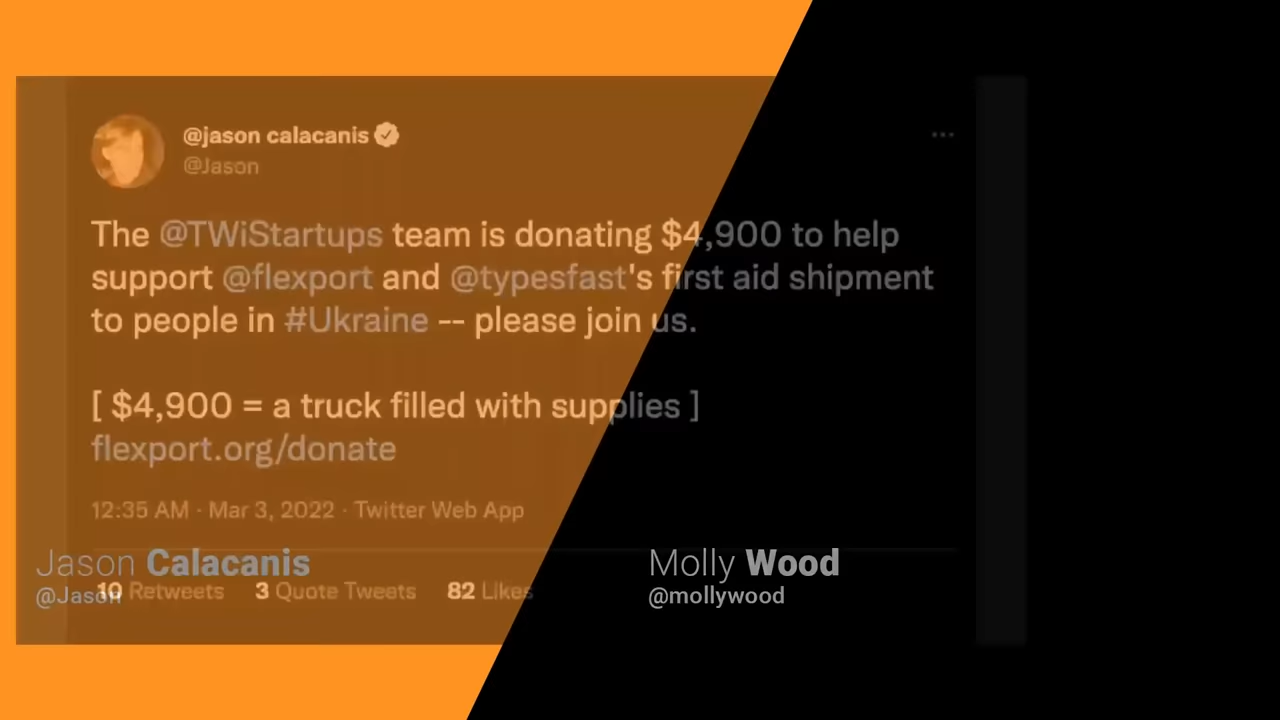 @jason calacanis
@Jason
The @TWiStartups team is donating $4,900 to help
support @flexport and @typesfast's first aid shipment
to people in #Ukraine -- please join us.
[ $4,900 = a truck filled with supplies ]
flexport.org/donate
12:35 AM · Mar 3, 2022 · Twitter Web App
Jason Calacanis
@Jason
10 Retweets 3 Quote Tweets 82 Likes
Molly Wood
@mollywood